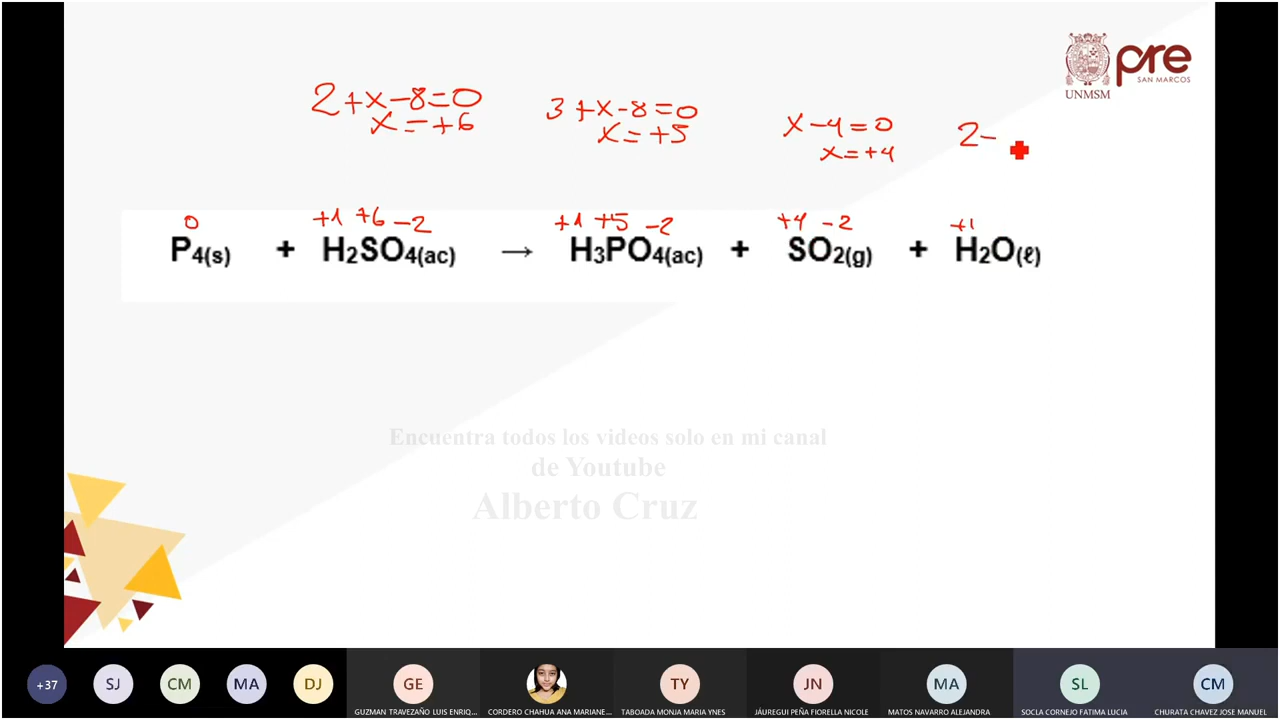 pre
SAN MARCOS
UNMSM
2+x-8=0
x=+6
3+x-8=0
x=+5
x-4=0
x=+4
2-
0 +1 +6 -2 +1 +5 -2 +4 -2 +1
P4(s) + H2SO4(ac) → H3PO4(ac) + SO2(g) + H2O(ℓ)
Encuentra todos los videos solo en mi canal
de Youtube
Alberto Cruz
+37 SJ CM MA DJ GE TY JN MA SL CM
GUZMAN TRAVEZAÑO LUIS ENRIQ... CORDERO CHAHUA ANA MARIANE... TABOADA MONJA MARIA YNES JÁUREGUI PEÑA FIORELLA NICOLE MATOS NAVARRO ALEJANDRA SOCLA CORNEJO FATIMA LUCIA CHURATA CHAVEZ JOSE MANUEL